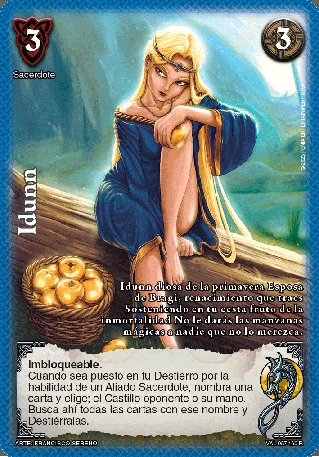 3
3
Sacerdote
Idunn
Idunn diosa de la primavera Esposa
de Bragi, renacimiento que traes
Sosteniendo en tu cesta fruto de la
inmortalidad No le darás las manzanas
mágicas a nadie que no lo merezca.
Imbloqueable.
Cuando sea puesto en tu Destierro por la
habilidad de un Aliado Sacerdote, nombra una
carta y elige; el Castillo oponente o su mano.
Busca ahí todas las cartas con ese nombre y
Destiérralas.
ARTE: FRANCISCO SERENO